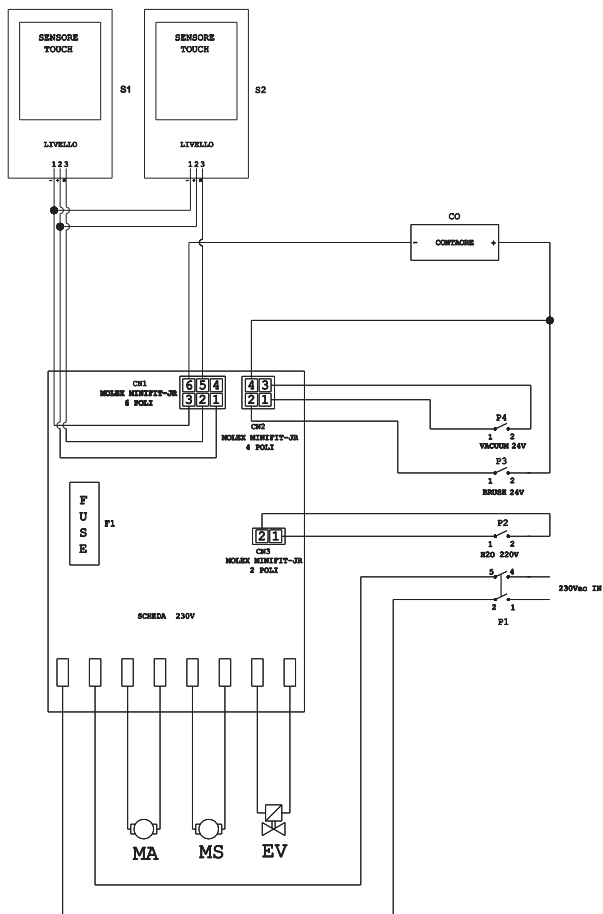 SENSORE
TOUCH
S1
SENSORE
TOUCH
S2
LIVELLO
1 2 3
- + •
LIVELLO
1 2 3
- + •
CO
- CONTAORE +
CN1
MOLEX MINIFIT-JR
6 POLI
6 5 4
3 2 1
4 3
2 1
CN2
MOLEX MINIFIT-JR
4 POLI
P4
1 2
VACUUM 24V
P3
1 2
BRUSH 24V
FUSE
F1
2 1
CN3
MOLEX MINIFIT-JR
2 POLI
P2
1 2
H2O 220V
5 4
230Vac IN
2 1
P1
SCHEDA 230V
MA
MS
EV